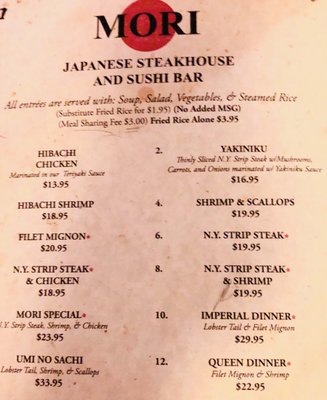 MORI
JAPANESE STEAKHOUSE
AND SUSHI BAR
All entrées are served with: Soup, Salad, Vegetables, & Steamed Rice
(Substitute Fried Rice for $1.95) (No Added MSG)
(Meal Sharing Fee $3.00) Fried Rice Alone $3.95
HIBACHI
CHICKEN
Marinated in our Teriyaki Sauce
$13.95
2. YAKINIKU
Thinly Sliced N.Y. Strip Steak w/Mushrooms,
Carrots, and Onions marinated w/ Yakiniku Sauce
$16.95
HIBACHI SHRIMP
$18.95
4. SHRIMP & SCALLOPS
$19.95
FILET MIGNON*
$20.95
6. N.Y. STRIP STEAK*
$19.95
N.Y. STRIP STEAK*
& CHICKEN
$18.95
8. N.Y. STRIP STEAK*
& SHRIMP
$19.95
MORI SPECIAL*
N.Y. Strip Steak, Shrimp, & Chicken
$23.95
10. IMPERIAL DINNER*
Lobster Tail & Filet Mignon
$29.95
UMI NO SACHI
Lobster Tail, Shrimp, & Scallops
$33.95
12. QUEEN DINNER*
Filet Mignon & Shrimp
$22.95